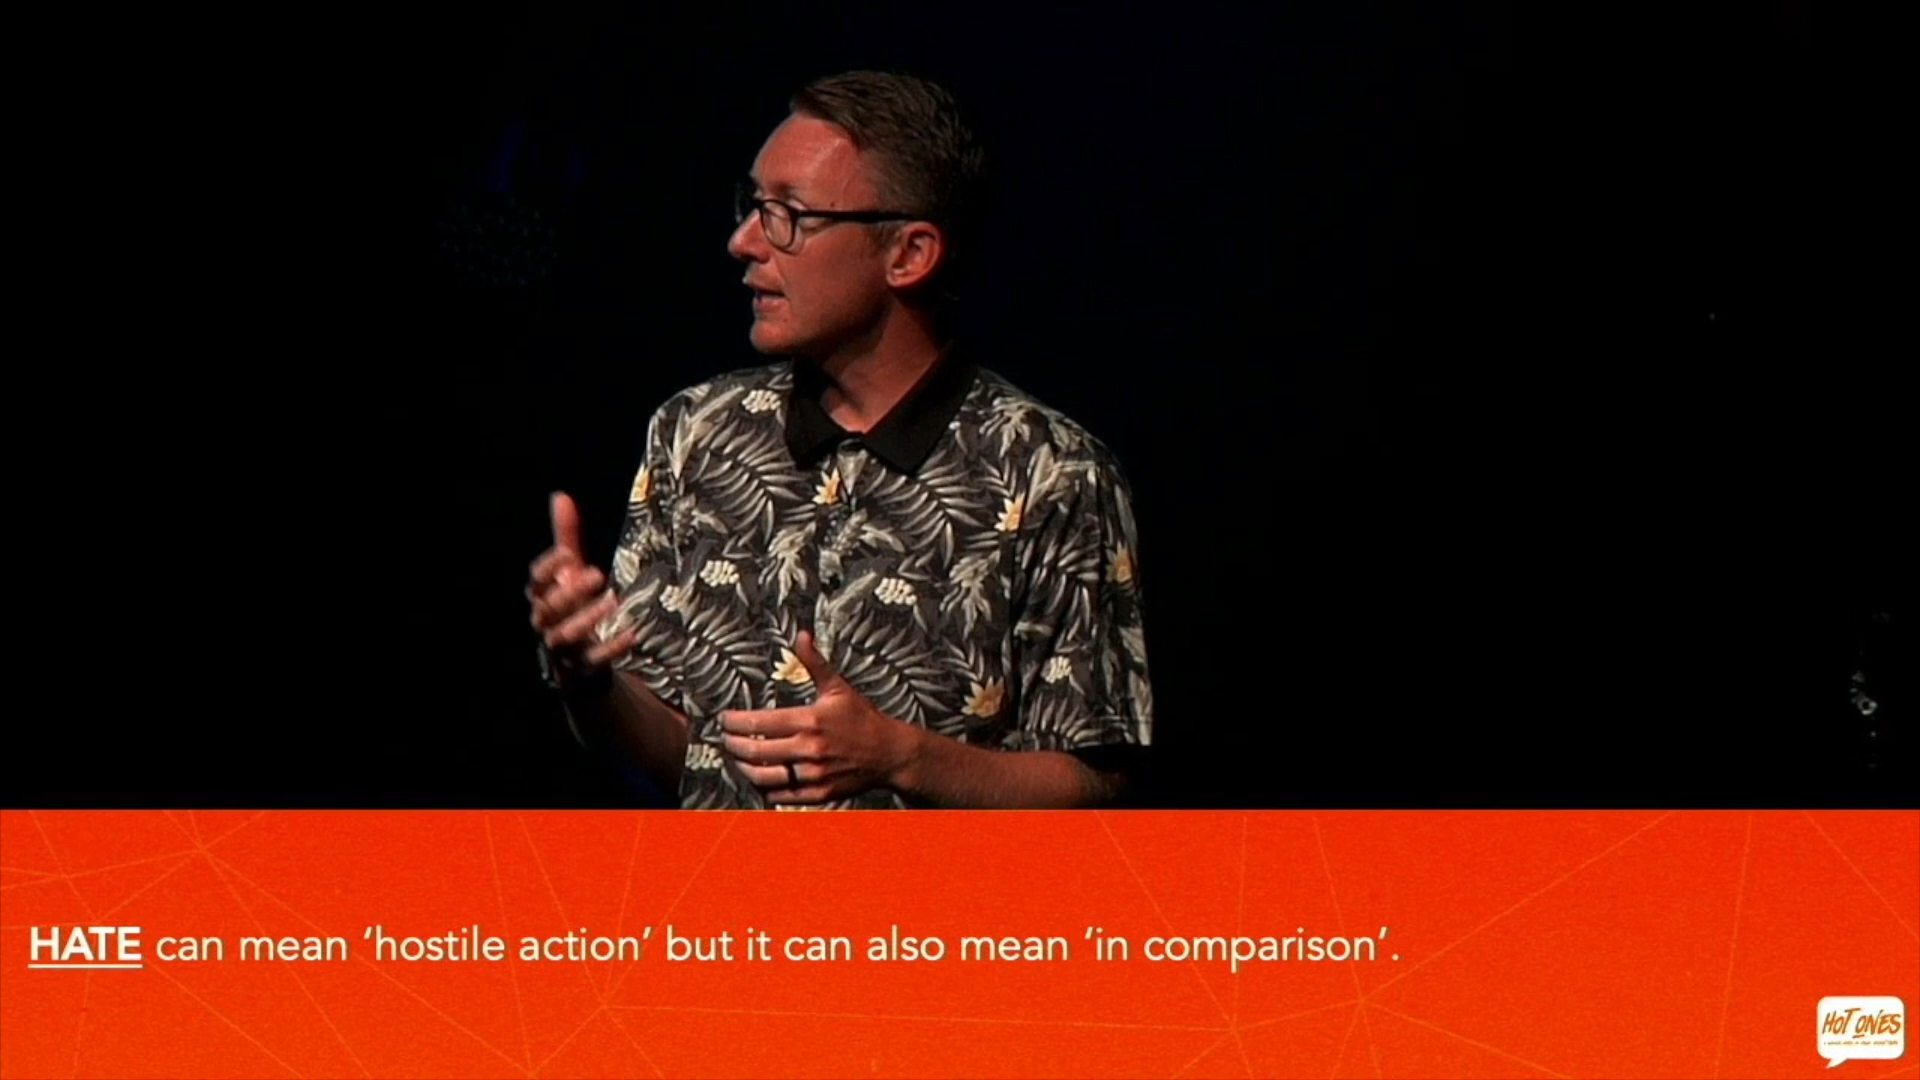 HATE can mean ‘hostile action’ but it can also mean ‘in comparison’.
HOT ONES